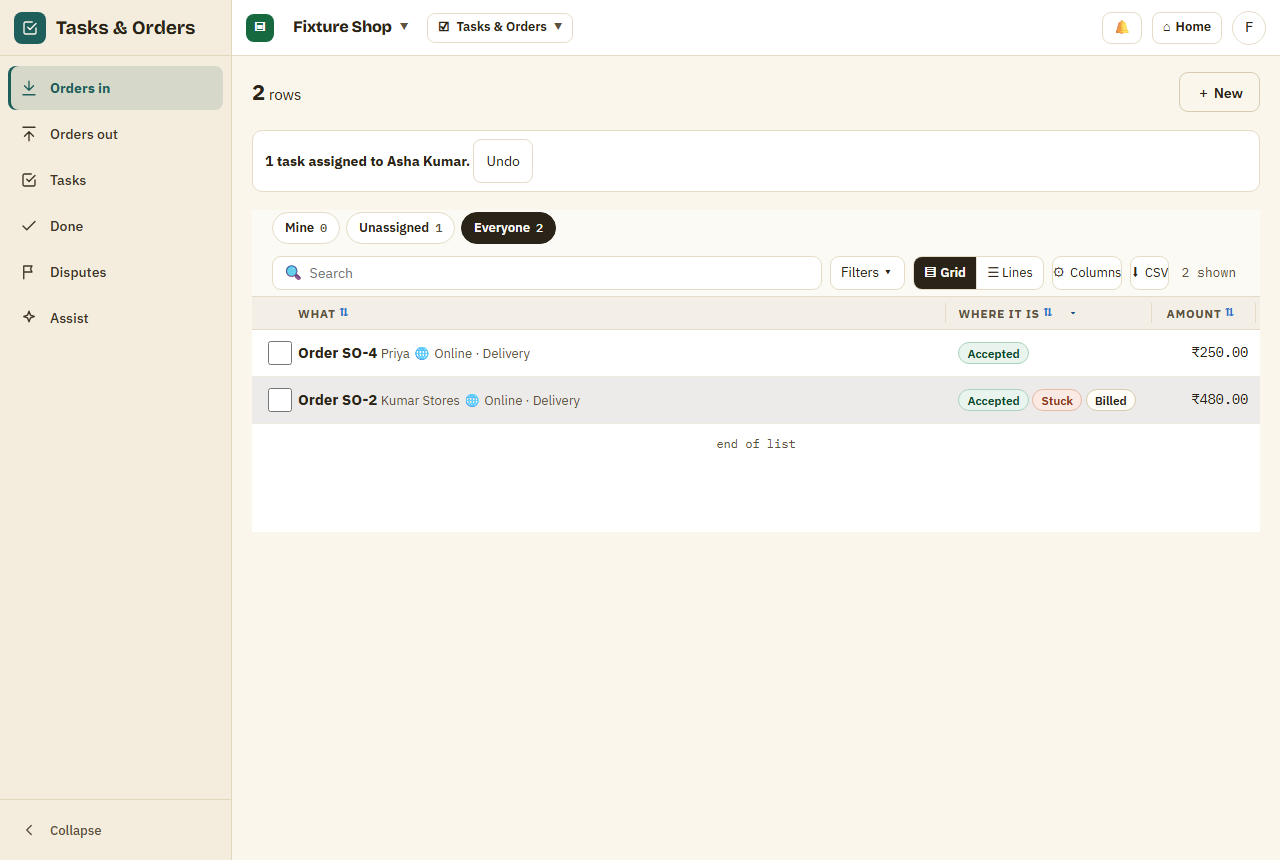 Tasks & Orders
Fixture Shop ▼
☑ Tasks & Orders ▼
⌂ Home
F
Orders in
Orders out
Tasks
Done
Disputes
Assist
Collapse
2 rows
+ New
1 task assigned to Asha Kumar. Undo
Mine 0
Unassigned 1
Everyone 2
Search
Filters ▾
Grid
Lines
Columns
CSV
2 shown
WHAT
WHERE IT IS
AMOUNT
Order SO-4 Priya Online · Delivery Accepted ₹250.00
Order SO-2 Kumar Stores Online · Delivery Accepted Stuck Billed ₹480.00
end of list